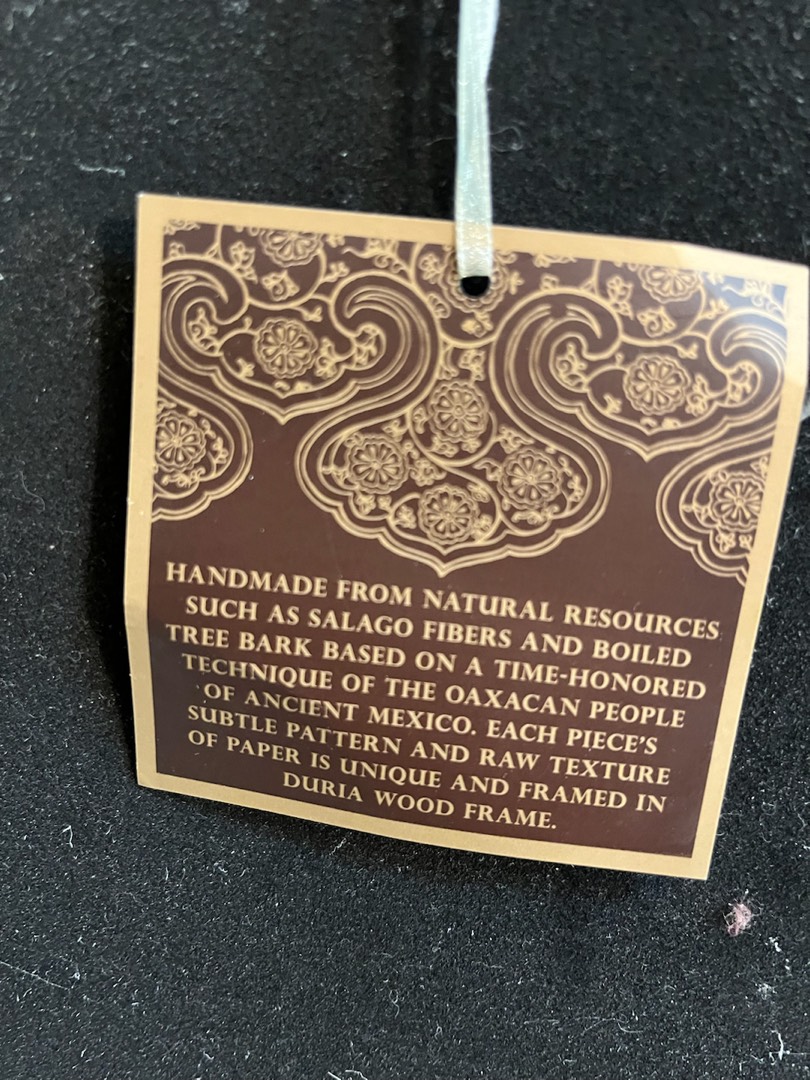 HANDMADE FROM NATURAL RESOURCES
SUCH AS SALAGO FIBERS AND BOILED
TREE BARK BASED ON A TIME-HONORED
TECHNIQUE OF THE OAXACAN PEOPLE
OF ANCIENT MEXICO. EACH PIECE'S
SUBTLE PATTERN AND RAW TEXTURE
OF PAPER IS UNIQUE AND FRAMED IN
DURIA WOOD FRAME.